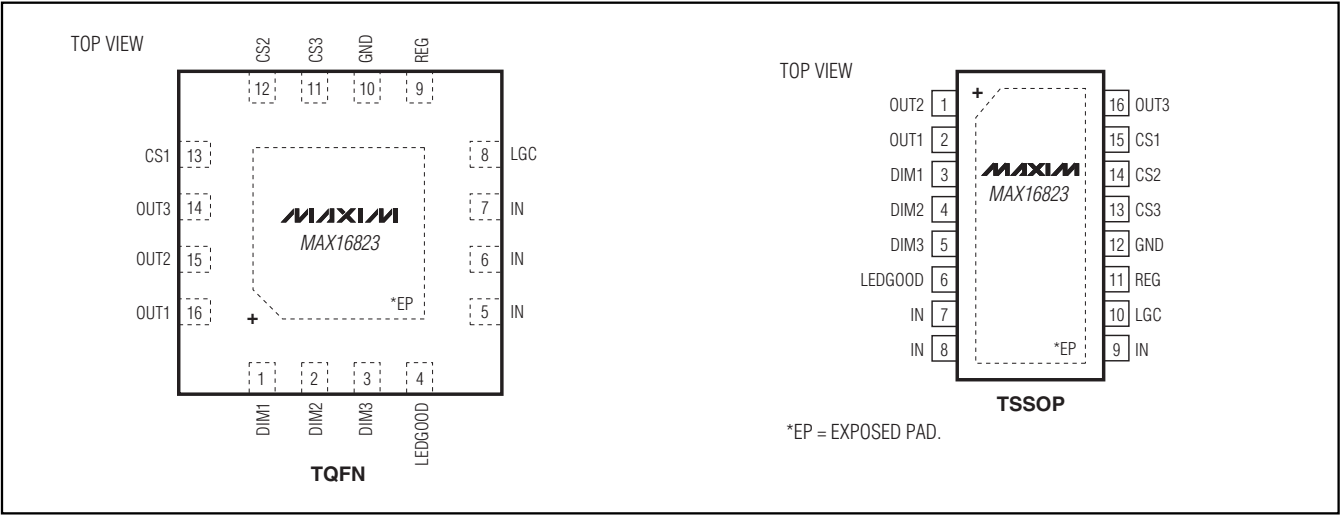 TOP VIEW
CS2
CS3
GND
REG
12
11
10
9
CS1 13
8 LGC
OUT3 14
7 IN
OUT2 15
6 IN
OUT1 16
5 IN
MAXIM
MAX16823
*EP
+
1
2
3
4
DIM1
DIM2
DIM3
LEDGOOD
TQFN
TOP VIEW
+
OUT2 1
16 OUT3
OUT1 2
15 CS1
DIM1 3
14 CS2
DIM2 4
13 CS3
DIM3 5
12 GND
LEDGOOD 6
11 REG
IN 7
10 LGC
IN 8
9 IN
MAXIM
MAX16823
*EP
TSSOP
*EP = EXPOSED PAD.